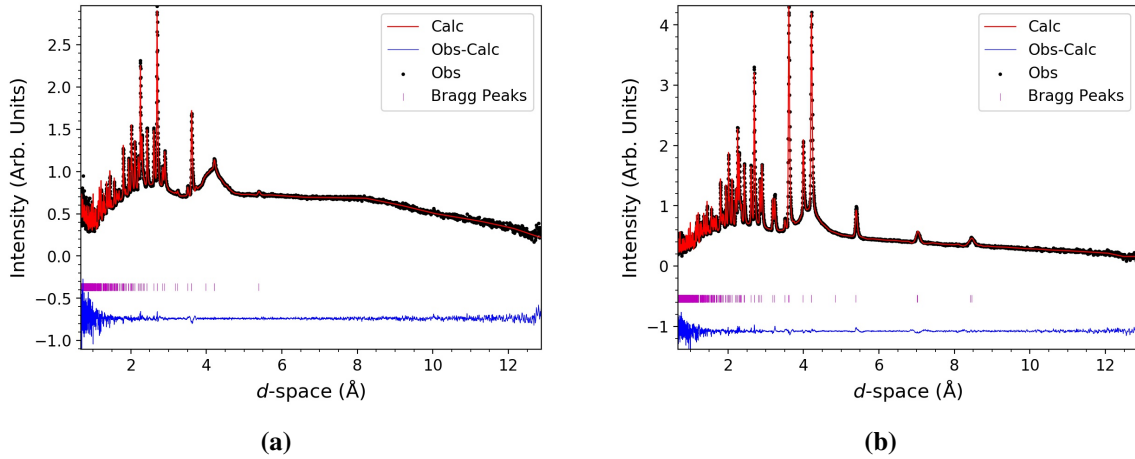 Intensity (Arb. Units)
2.5
2.0
1.5
1.0
0.5
0.0
−0.5
−1.0
Calc
Obs-Calc
Obs
Bragg Peaks
2 4 6 8 10 12
d-space (Å)
(a)
Intensity (Arb. Units)
4
3
2
1
0
−1
Calc
Obs-Calc
Obs
Bragg Peaks
2 4 6 8 10 12
d-space (Å)
(b)